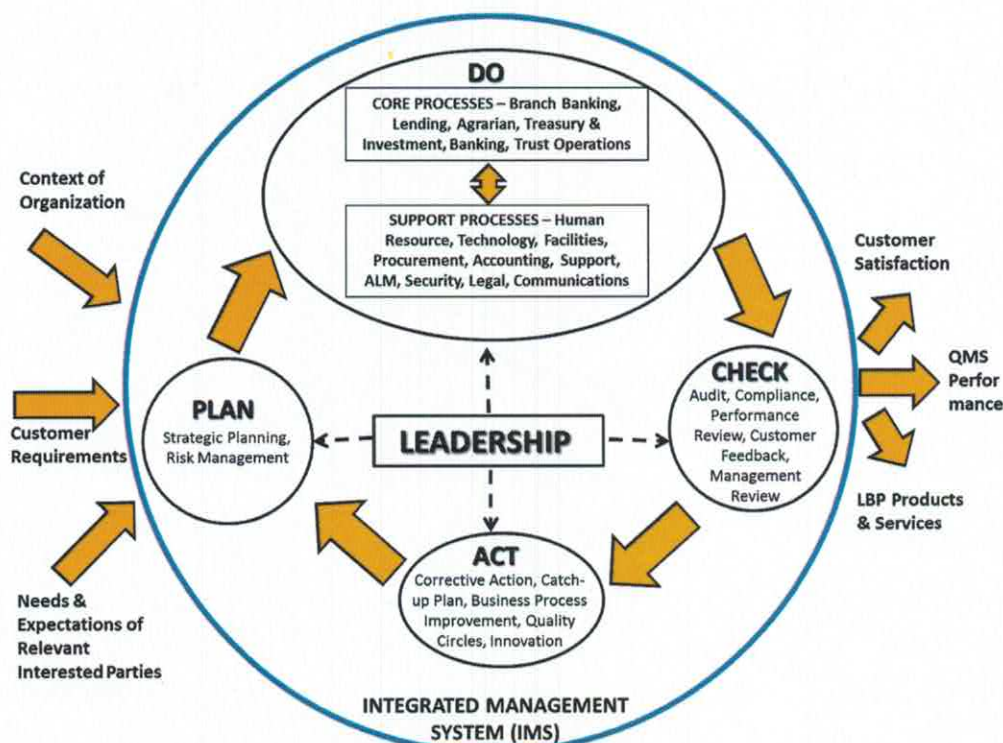 DO
CORE PROCESSES – Branch Banking,
Lending, Agrarian, Treasury &
Investment, Banking, Trust Operations
SUPPORT PROCESSES – Human
Resource, Technology, Facilities,
Procurement, Accounting, Support,
ALM, Security, Legal, Communications
Context of
Organization
Customer
Requirements
Needs &
Expectations of
Relevant
Interested Parties
PLAN
Strategic Planning,
Risk Management
LEADERSHIP
CHECK
Audit, Compliance,
Performance
Review, Customer
Feedback,
Management
Review
ACT
Corrective Action, Catch-
up Plan, Business Process
Improvement, Quality
Circles, Innovation
Customer
Satisfaction
QMS
Perfor
mance
LBP Products
& Services
INTEGRATED MANAGEMENT
SYSTEM (IMS)